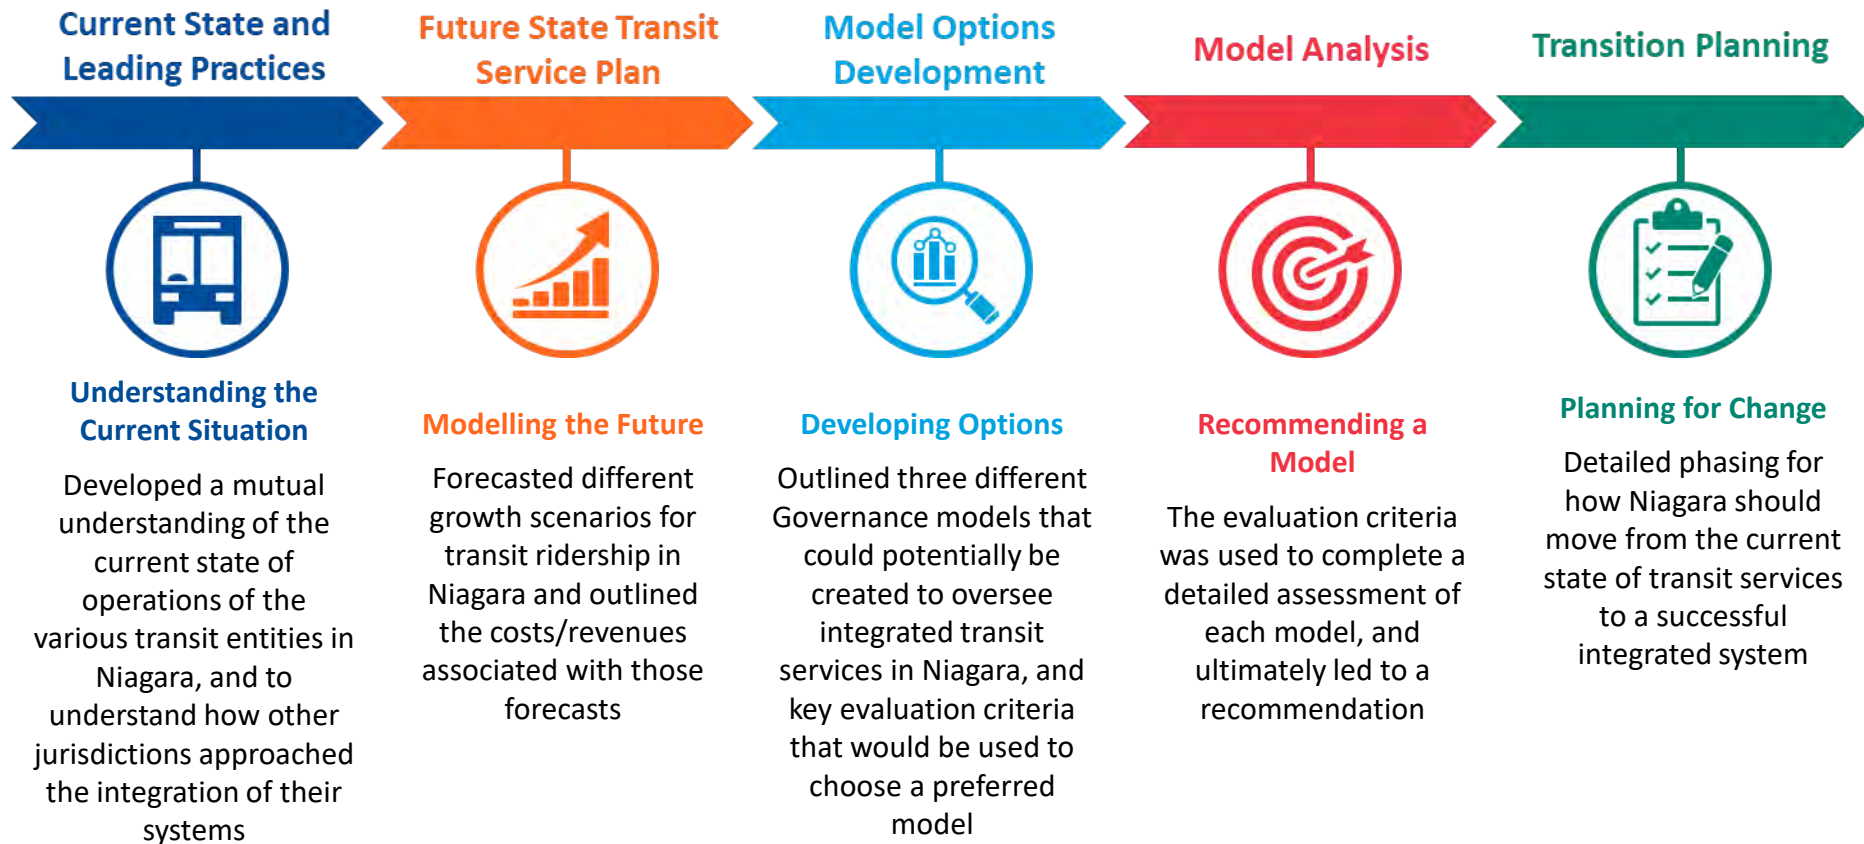 Current State and
Leading Practices
Understanding the
Current Situation
Developed a mutual
understanding of the
current state of
operations of the
various transit entities in
Niagara, and to
understand how other
jurisdictions approached
the integration of their
systems
Future State Transit
Service Plan
Modelling the Future
Forecasted different
growth scenarios for
transit ridership in
Niagara and outlined
the costs/revenues
associated with those
forecasts
Model Options
Development
Developing Options
Outlined three different
Governance models that
could potentially be
created to oversee
integrated transit
services in Niagara, and
key evaluation criteria
that would be used to
choose a preferred
model
Model Analysis
Recommending a
Model
The evaluation criteria
was used to complete a
detailed assessment of
each model, and
ultimately led to a
recommendation
Transition Planning
Planning for Change
Detailed phasing for
how Niagara should
move from the current
state of transit services
to a successful
integrated system